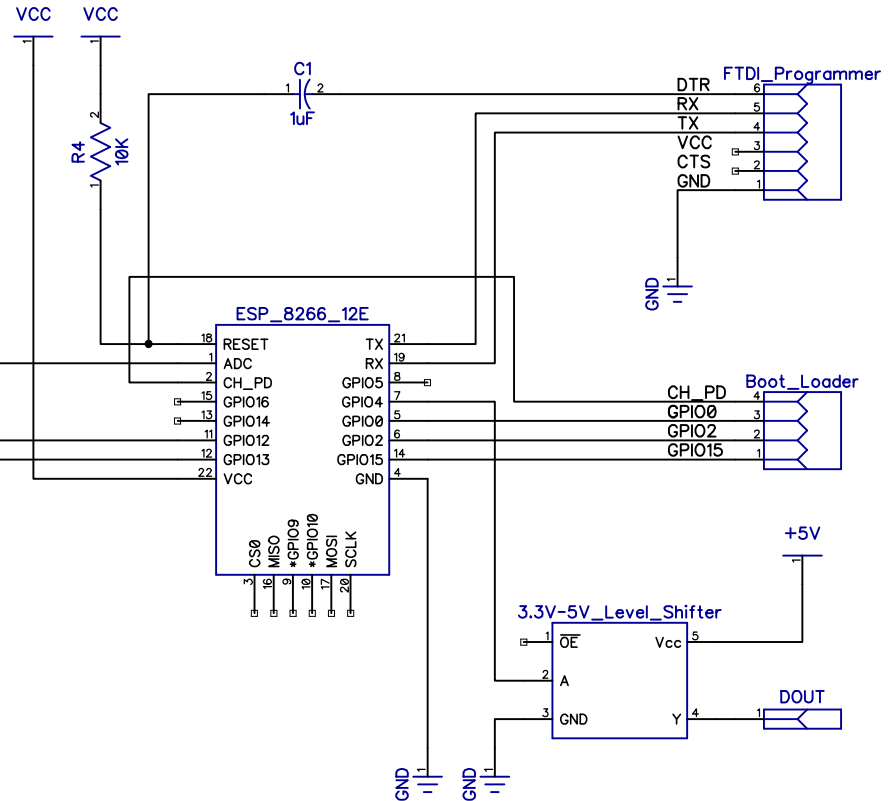 VCC VCC
1 1
C1
1 2
1uF
2
R4 10K
1
FTDI_Programmer
DTR 6
RX 5
TX 4
VCC 3
CTS 2
GND 1
1
GND
ESP_8266_12E
18 RESET TX 21
1 ADC RX 19
2 CH_PD GPIO5 8
15 GPIO16 GPIO4 7
13 GPIO14 GPIO0 5
11 GPIO12 GPIO2 6
12 GPIO13 GPIO15 14
22 VCC GND 4
CS0 MISO *GPIO9 *GPIO10 MOSI SCLK
3 16 9 10 17 20
Boot_Loader
CH_PD 4
GPIO0 3
GPIO2 2
GPIO15 1
+5V
1
3.3V-5V_Level_Shifter
1 OE Vcc 5
2 A
3 GND Y 4
DOUT
1
1 1
GND GND